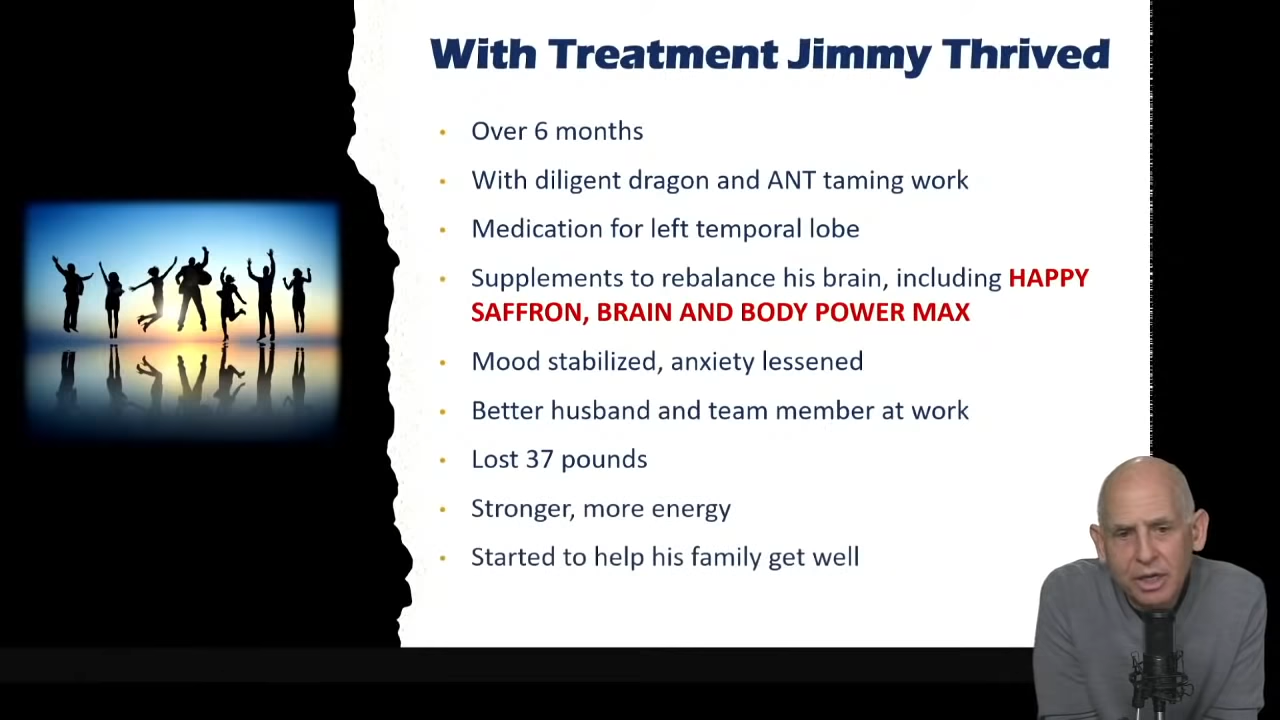 With Treatment Jimmy Thrived
• Over 6 months
• With diligent dragon and ANT taming work
• Medication for left temporal lobe
• Supplements to rebalance his brain, including HAPPY
SAFFRON, BRAIN AND BODY POWER MAX
• Mood stabilized, anxiety lessened
• Better husband and team member at work
• Lost 37 pounds
• Stronger, more energy
• Started to help his family get well